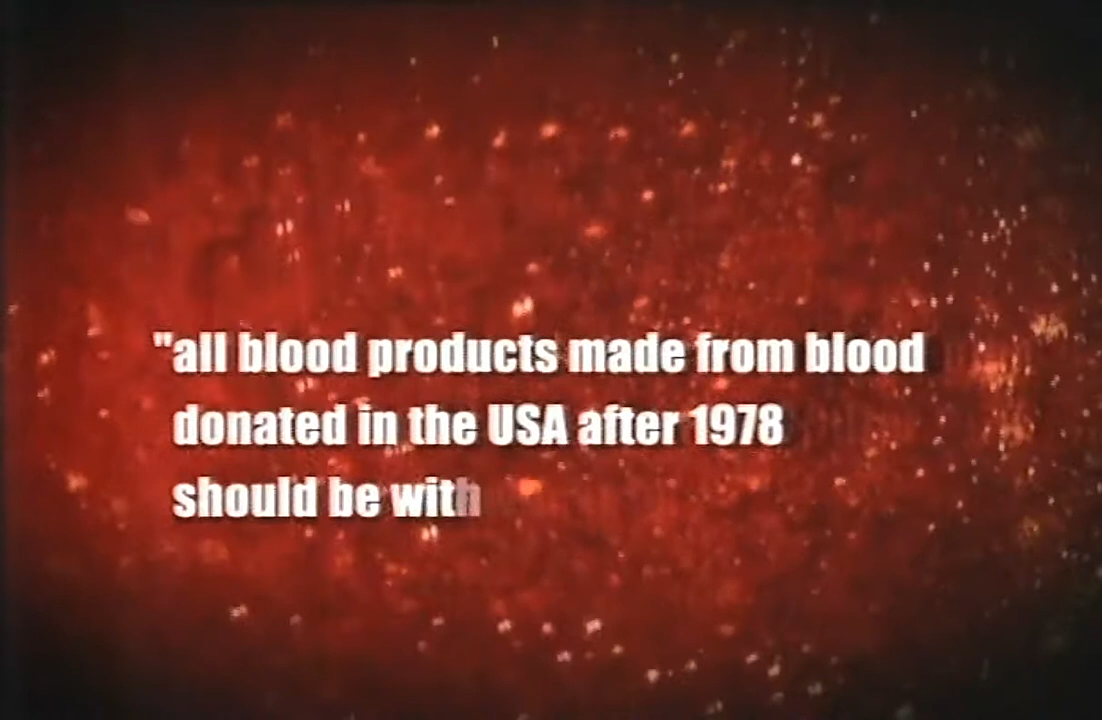 "all blood products made from blood
donated in the USA after 1978
should be with